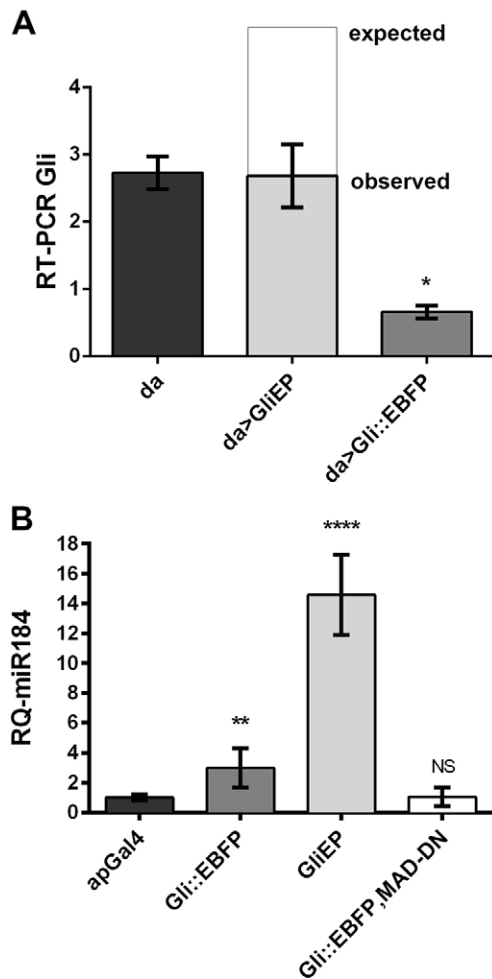 A
expected
4
3
observed
2
*
1
0
RT-PCR Gli
da
da>GliEP
da>Gli::EBFP
B
****
18
16
14
12
10
8
6
**
4
NS
2
0
RQ-miR184
apGal4
Gli::EBFP
GliEP
Gli::EBFP,MAD-DN